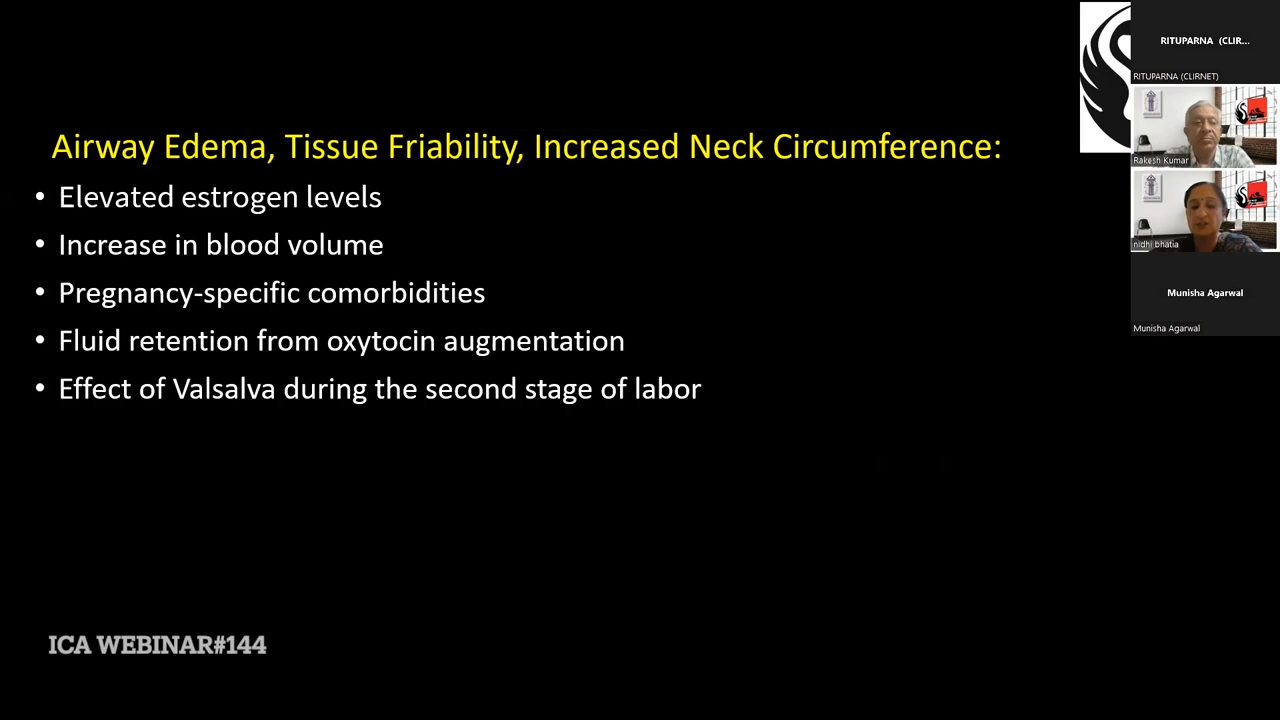 Airway Edema, Tissue Friability, Increased Neck Circumference:
• Elevated estrogen levels
• Increase in blood volume
• Pregnancy-specific comorbidities
• Fluid retention from oxytocin augmentation
• Effect of Valsalva during the second stage of labor
ICA WEBINAR#144
RITUPARNA (CLIR...
RITUPARNA (CLIRNET)
Rakesh Kumar
nidhi bhatia
Munisha Agarwal
Munisha Agarwal